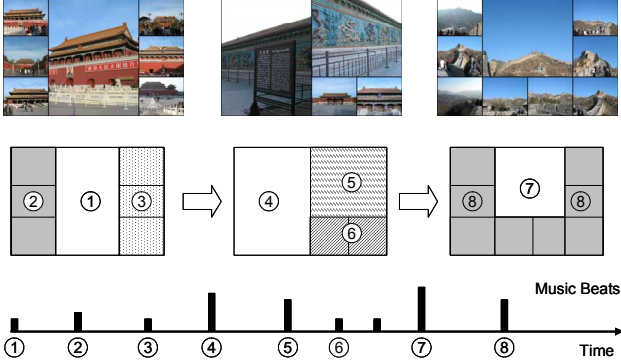 ② ① ③
④ ⑤ ⑥
⑧ ⑦ ⑧
Music Beats
① ② ③ ④ ⑤ ⑥ ⑦ ⑧
Time